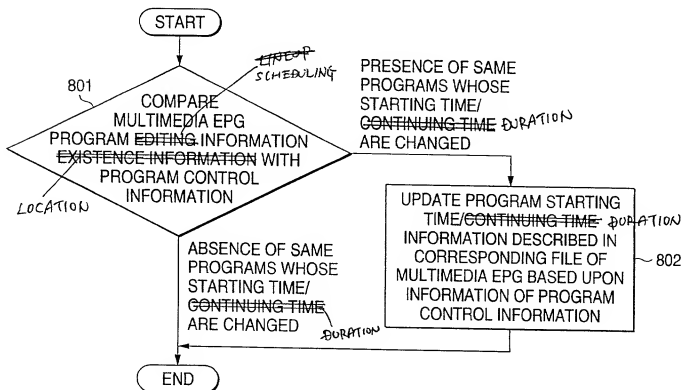 START
LINEUP
SCHEDULING
801
COMPARE
MULTIMEDIA EPG
PROGRAM EDITING INFORMATION
EXISTENCE INFORMATION WITH
PROGRAM CONTROL
INFORMATION
LOCATION
PRESENCE OF SAME
PROGRAMS WHOSE
STARTING TIME/
CONTINUING TIME DURATION
ARE CHANGED
UPDATE PROGRAM STARTING
TIME/CONTINUING TIME DURATION
INFORMATION DESCRIBED IN
CORRESPONDING FILE OF
MULTIMEDIA EPG BASED UPON
INFORMATION OF PROGRAM
CONTROL INFORMATION
802
ABSENCE OF SAME
PROGRAMS WHOSE
STARTING TIME/
CONTINUING TIME
ARE CHANGED
DURATION
END